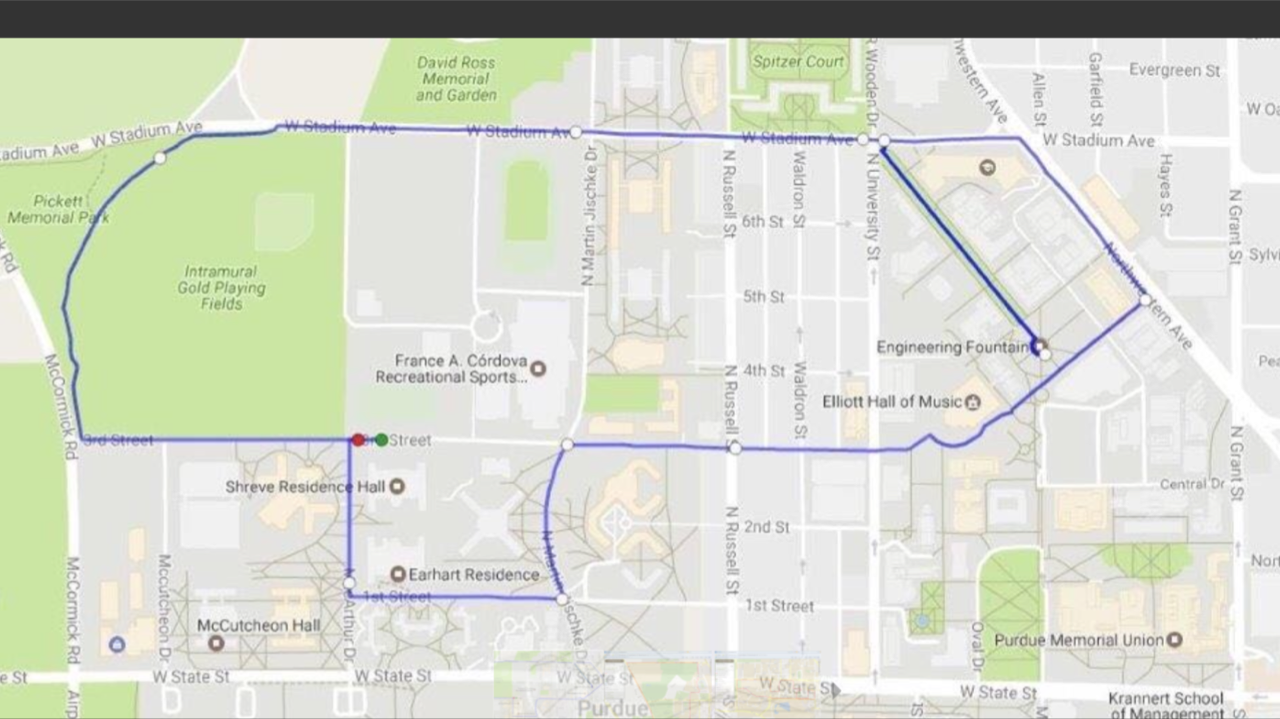 David Ross
Memorial
and Garden
Spitzer Court
R Wooden Dr
nwestern Ave
Allen St
Garfield St
Evergreen St
W Stadium Ave
W Stadium Ave
W Stadium Ave
W Stadium Ave
W Stadium Ave
adium Ave
Pickett
Memorial Park
k Rd
Intramural
Gold Playing
Fields
N Martin Jischke Dr
N Russell St
Waldron St
N University St
6th St
5th St
4th St
Hayes St
N Grant St
Sylvi
Northwestern Ave
Engineering Fountain
France A. Córdova
Recreational Sports...
Elliott Hall of Music
N Russell St
Waldron St
McCormick Rd
3rd Street
3rd Street
Shreve Residence Hall
N Grant St
Central Dr
2nd St
N Russell St
N Martin
Jischke Dr
Earhart Residence
1st Street
1st Street
McCormick Rd
Mccutcheon Dr
Arthur Dr
McCutcheon Hall
Oval Dr
Purdue Memorial Union
e St
W State St
W State St
W State St
W State St
W State St
Airp
Purdue
Krannert School
of Management